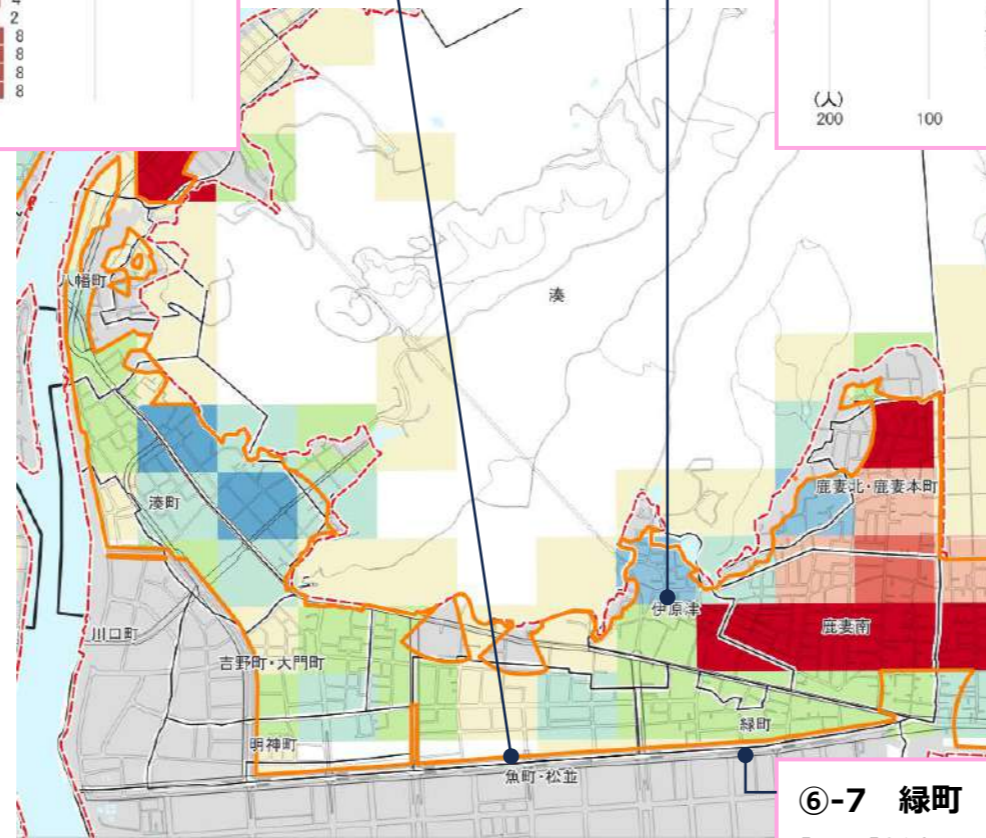 4
2
8
8
8
8
(人)
200 100
八幡町
湊
湊町
鹿妻北・鹿妻本町
伊原津
鹿妻南
川口町
吉野町・大門町
緑町
明神町
魚町・松並
⑥-7 緑町